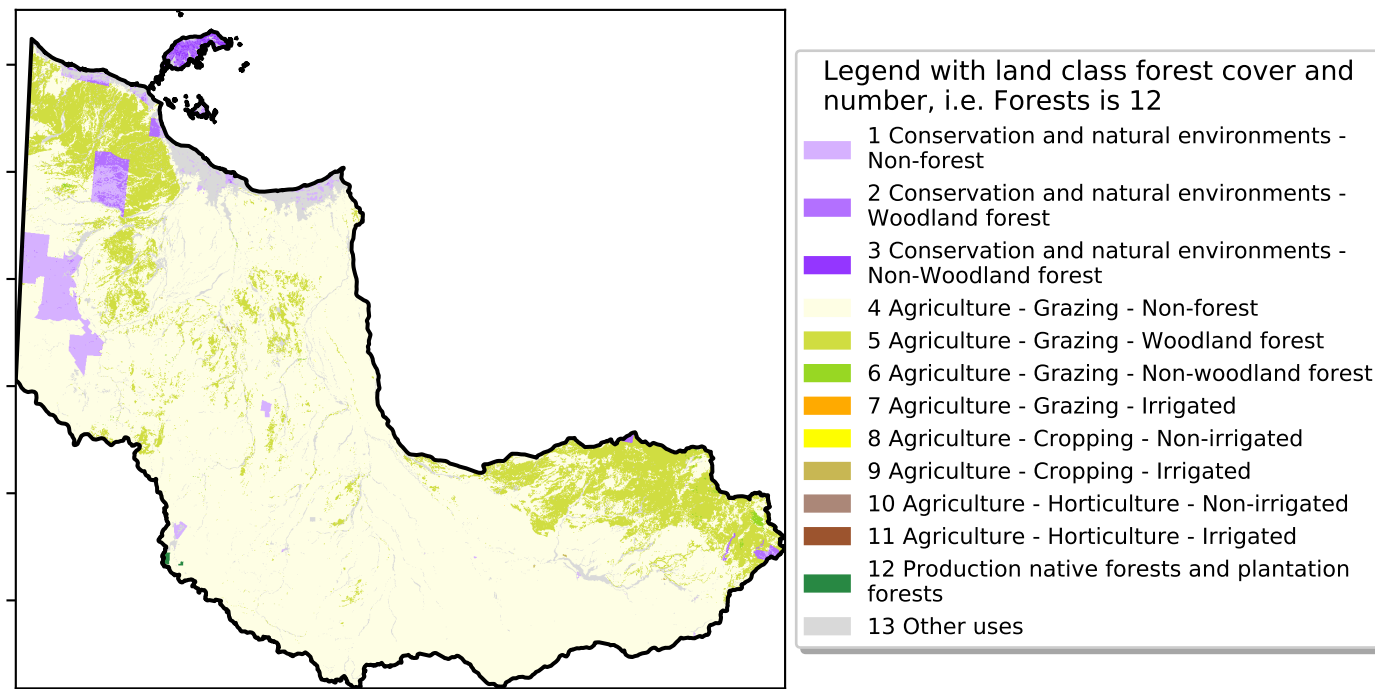 Legend with land class forest cover and
number, i.e. Forests is 12
1 Conservation and natural environments -
Non-forest
2 Conservation and natural environments -
Woodland forest
3 Conservation and natural environments -
Non-Woodland forest
4 Agriculture - Grazing - Non-forest
5 Agriculture - Grazing - Woodland forest
6 Agriculture - Grazing - Non-woodland forest
7 Agriculture - Grazing - Irrigated
8 Agriculture - Cropping - Non-irrigated
9 Agriculture - Cropping - Irrigated
10 Agriculture - Horticulture - Non-irrigated
11 Agriculture - Horticulture - Irrigated
12 Production native forests and plantation
forests
13 Other uses